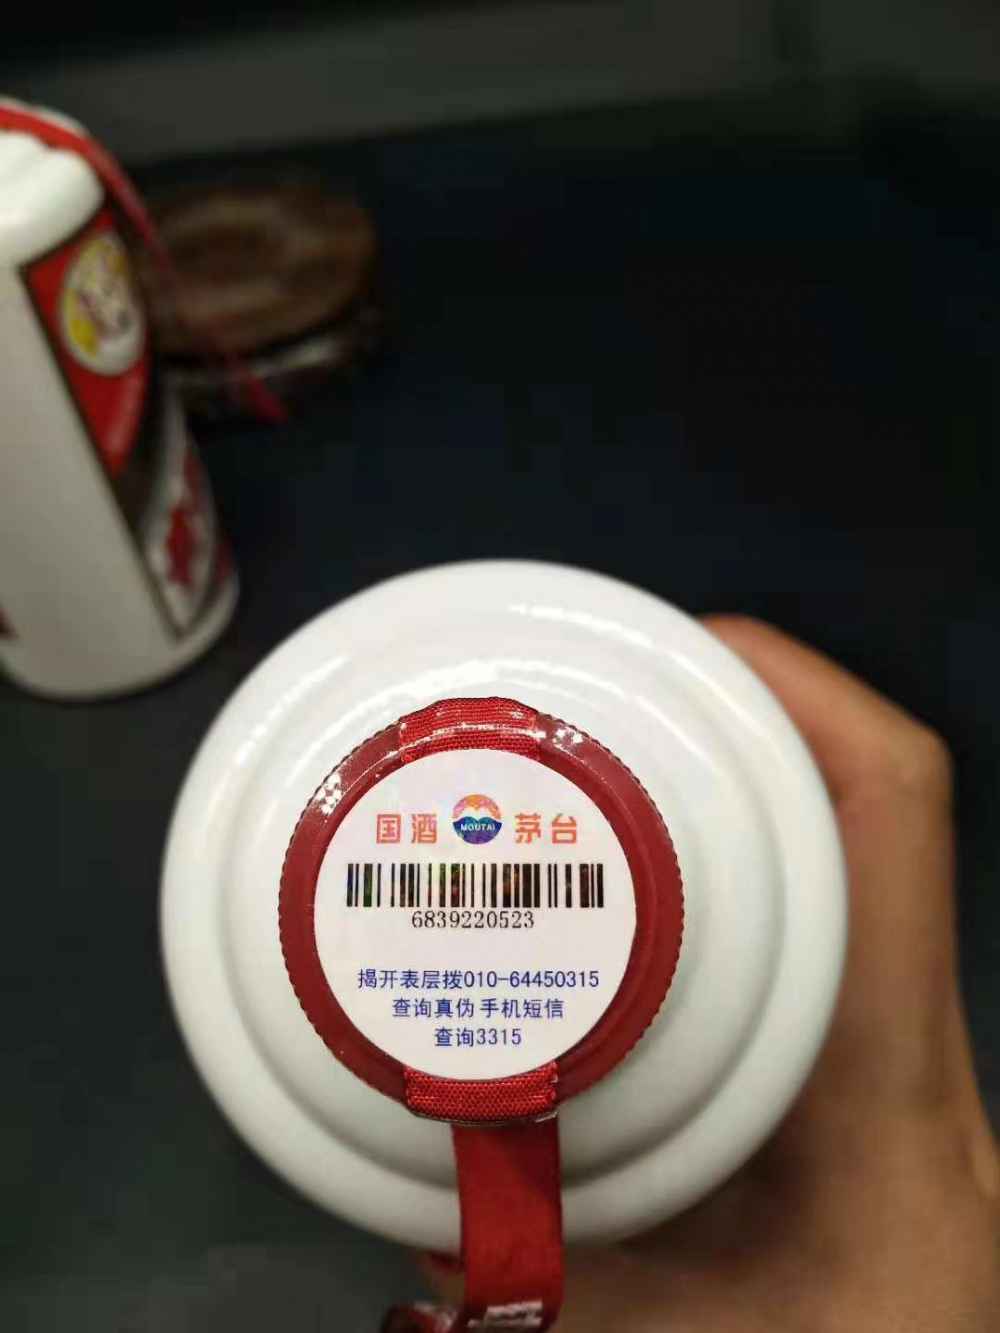 国酒 MOUTAI 茅台
6839220523
揭开表层拨010-64450315
查询真伪 手机短信
查询3315